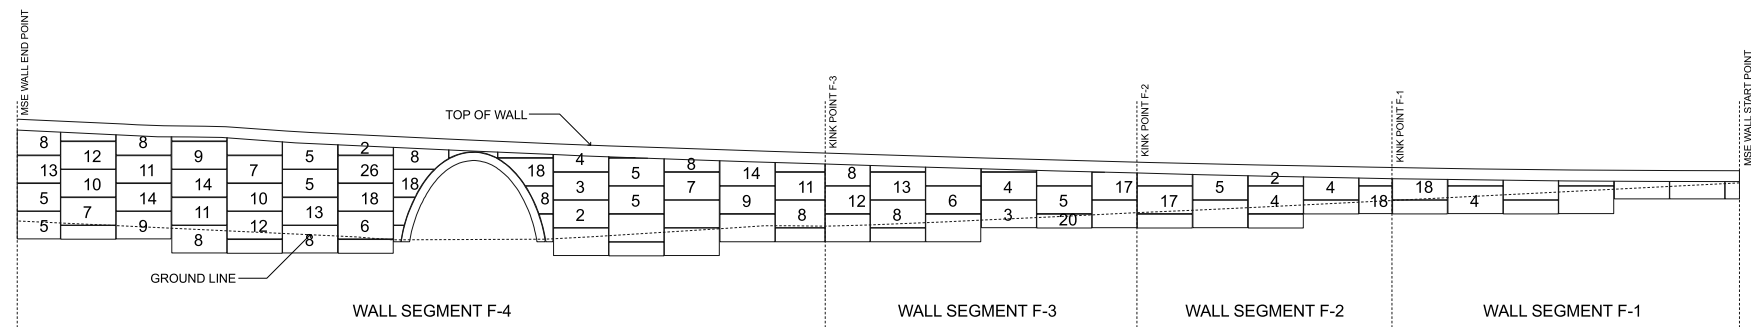 MSE WALL END POINT
TOP OF WALL
KINK POINT F-3
KINK POINT F-2
KINK POINT F-1
MSE WALL START POINT
8 8 2 8 4 8
12 9 7 5 26 18 5 14 8
13 11 5 18 3 7 11 13 4 17 5 2 4 18
10 14 10 18 8 5 9 12 6 5 17 4 18 4
5 14 13 2 8 8 3 20
7 11 12 6
5 9 8 8
GROUND LINE
WALL SEGMENT F-4
WALL SEGMENT F-3
WALL SEGMENT F-2
WALL SEGMENT F-1